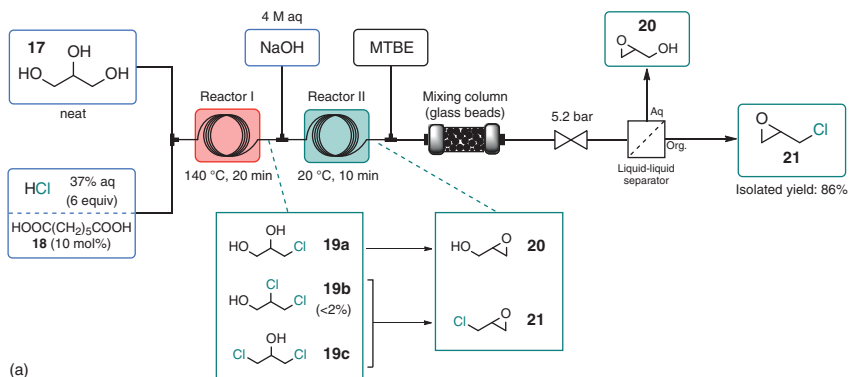 17
OH
HO
OH
neat
HCl
37% aq
(6 equiv)
HOOC(CH2)5COOH
18 (10 mol%)
Reactor I
140 °C, 20 min
4 M aq
NaOH
Reactor II
20 °C, 10 min
MTBE
Mixing column
(glass beads)
5.2 bar
20
O
OH
Aq
Org.
Liquid-liquid
separator
O
Cl
21
Isolated yield: 86%
OH
HO
Cl
19a
Cl
HO
Cl
19b
(<2%)
OH
Cl
Cl
19c
HO
O
20
Cl
O
21
(a)